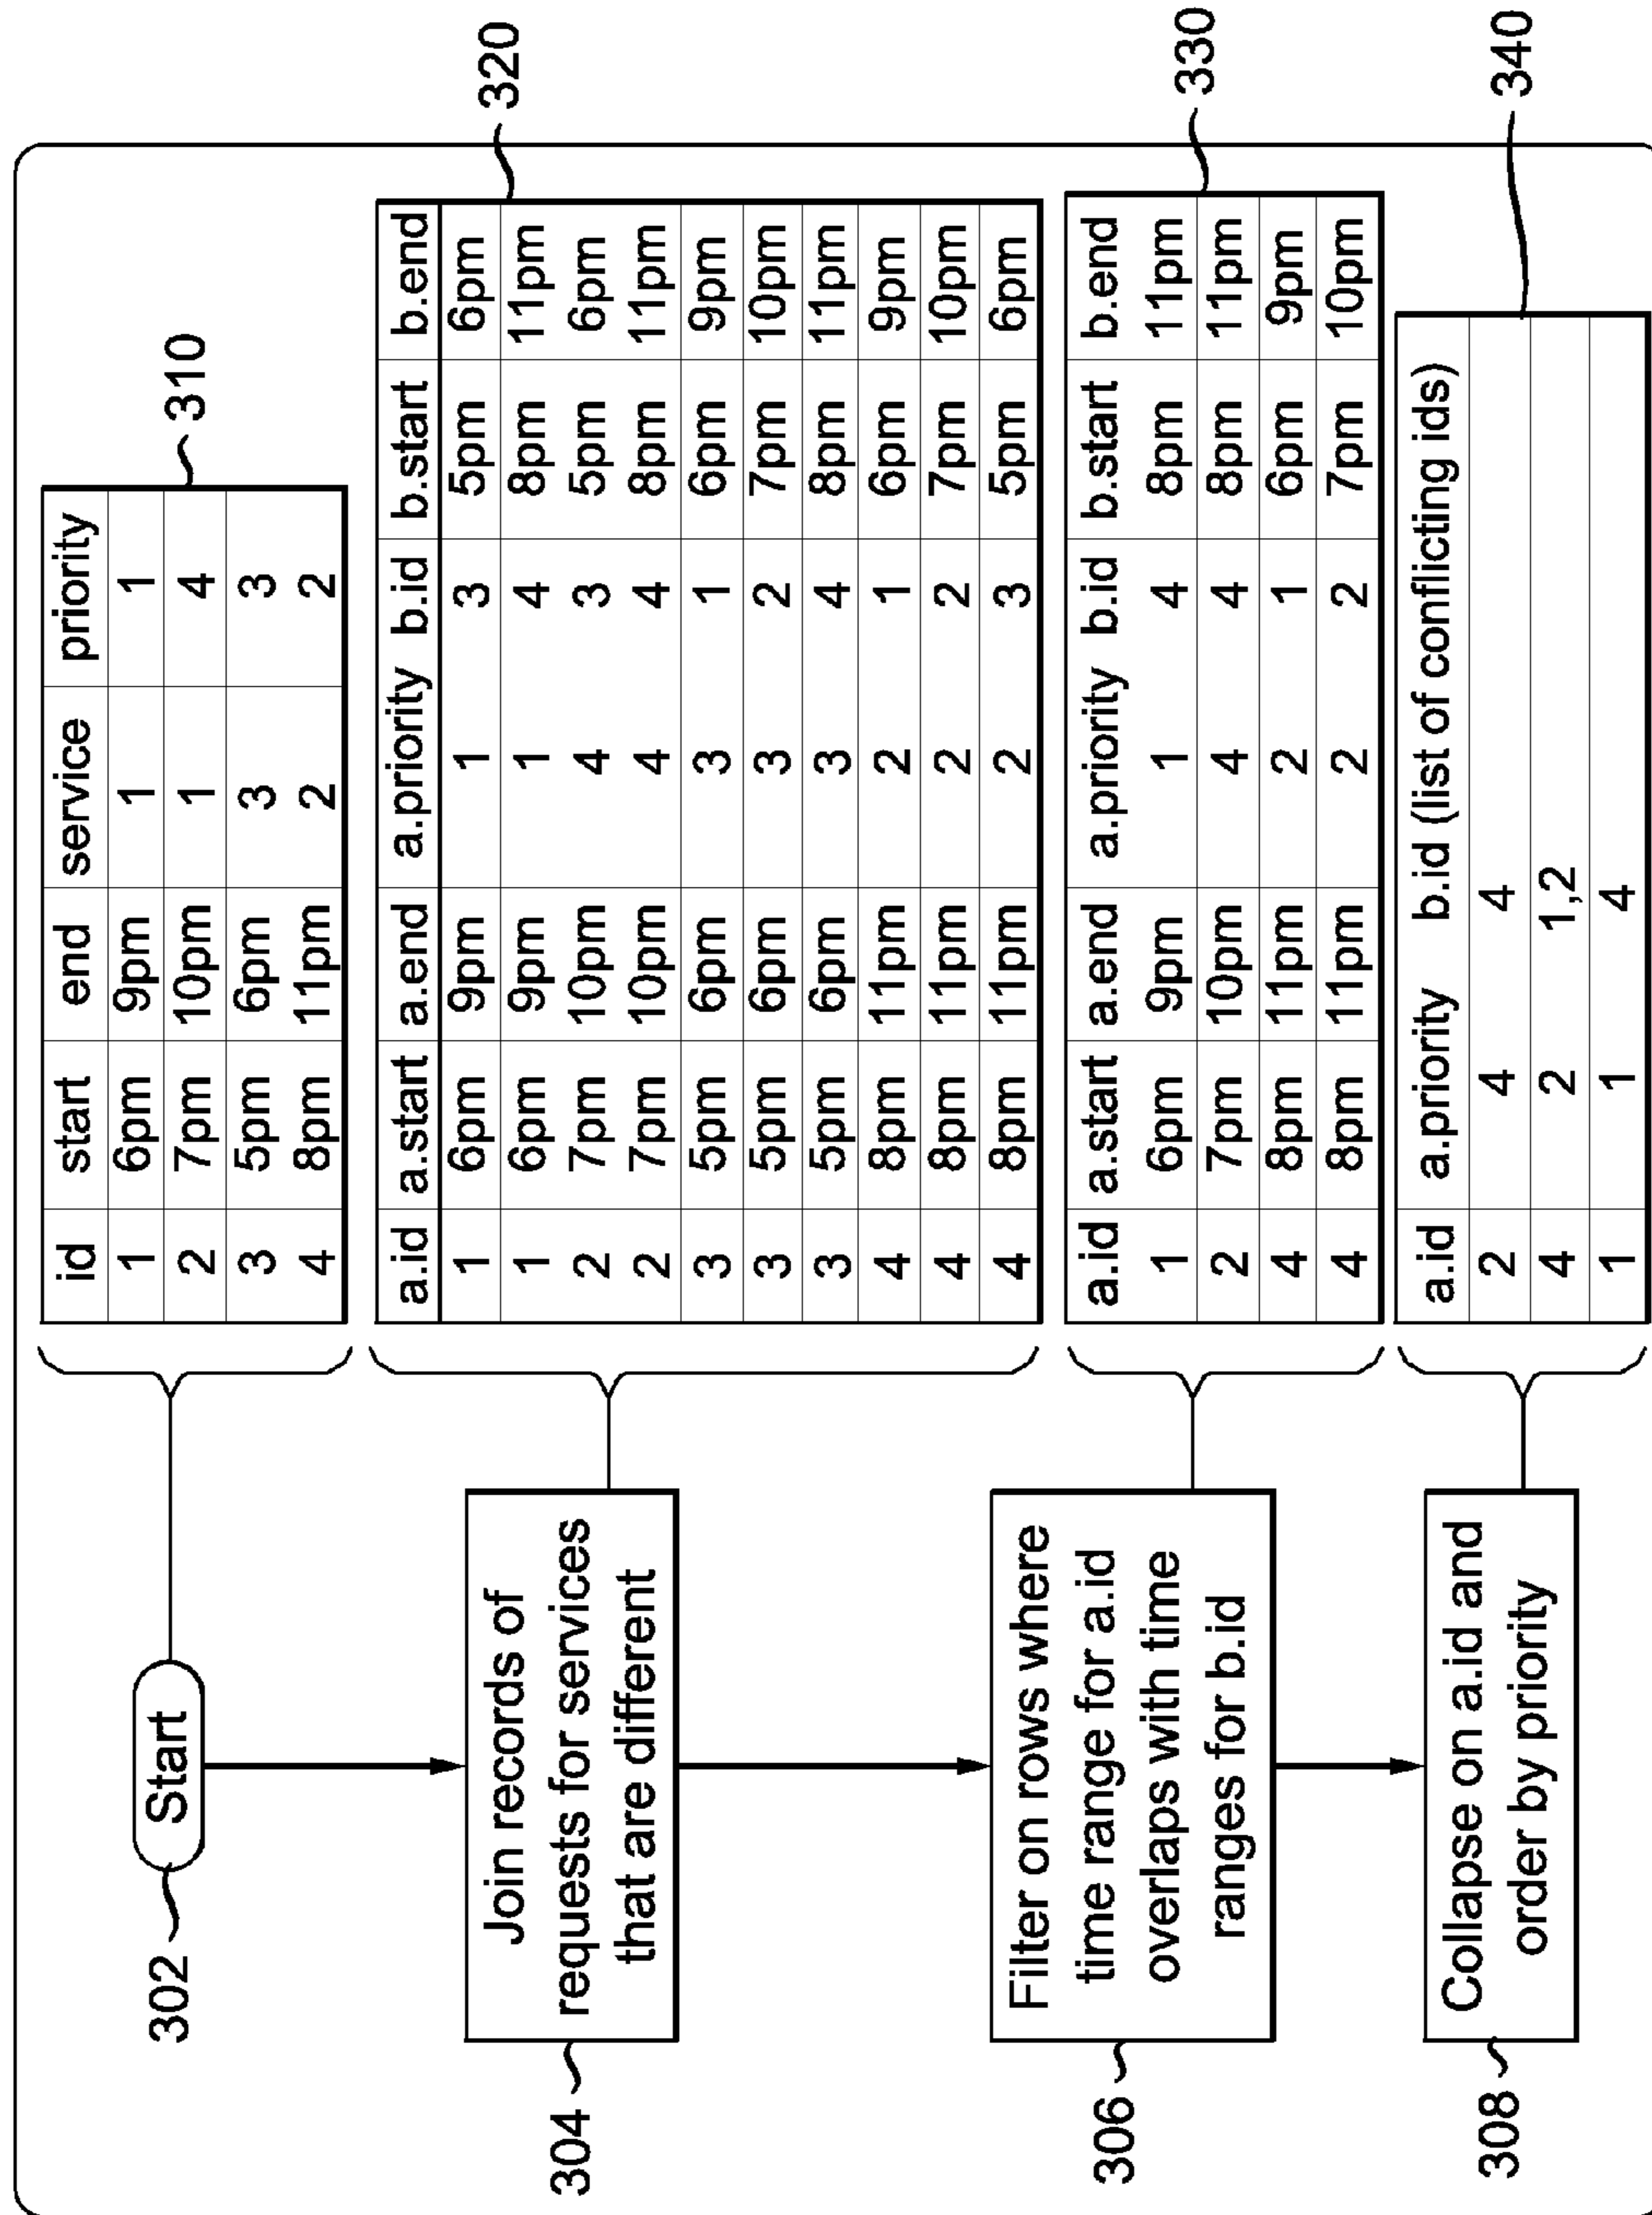 302
Start
310
id start end service priority
1 6pm 9pm 1 1
2 7pm 10pm 1 4
3 5pm 6pm 3 3
4 8pm 11pm 2 2
304
Join records of
requests for services
that are different
320
a.id a.start a.end a.priority b.id b.start b.end
1 6pm 9pm 1 3 5pm 6pm
1 6pm 9pm 1 4 8pm 11pm
2 7pm 10pm 4 3 5pm 6pm
2 7pm 10pm 4 4 8pm 11pm
3 5pm 6pm 3 1 6pm 9pm
3 5pm 6pm 3 2 7pm 10pm
3 5pm 6pm 3 4 8pm 11pm
4 8pm 11pm 2 1 6pm 9pm
4 8pm 11pm 2 2 7pm 10pm
4 8pm 11pm 2 3 5pm 6pm
306
Filter on rows where
time range for a.id
overlaps with time
ranges for b.id
330
a.id a.start a.end a.priority b.id b.start b.end
1 6pm 9pm 1 4 8pm 11pm
2 7pm 10pm 4 4 8pm 11pm
4 8pm 11pm 2 1 6pm 9pm
4 8pm 11pm 2 2 7pm 10pm
308
Collapse on a.id and
order by priority
340
a.id a.priority b.id (list of conflicting ids)
2 4 4
4 2 1,2
1 1 4